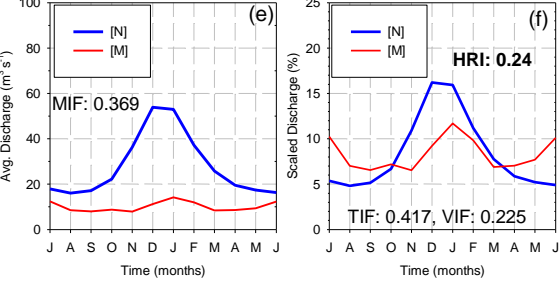 (e)
[N]
[M]
MIF: 0.369
Avg. Discharge (m³ s⁻¹)
100
80
60
40
20
0
J A S O N D J F M A M J
Time (months)
(f)
[N]
[M]
HRI: 0.24
TIF: 0.417, VIF: 0.225
Scaled Discharge (%)
25
20
15
10
5
0
J A S O N D J F M A M J
Time (months)